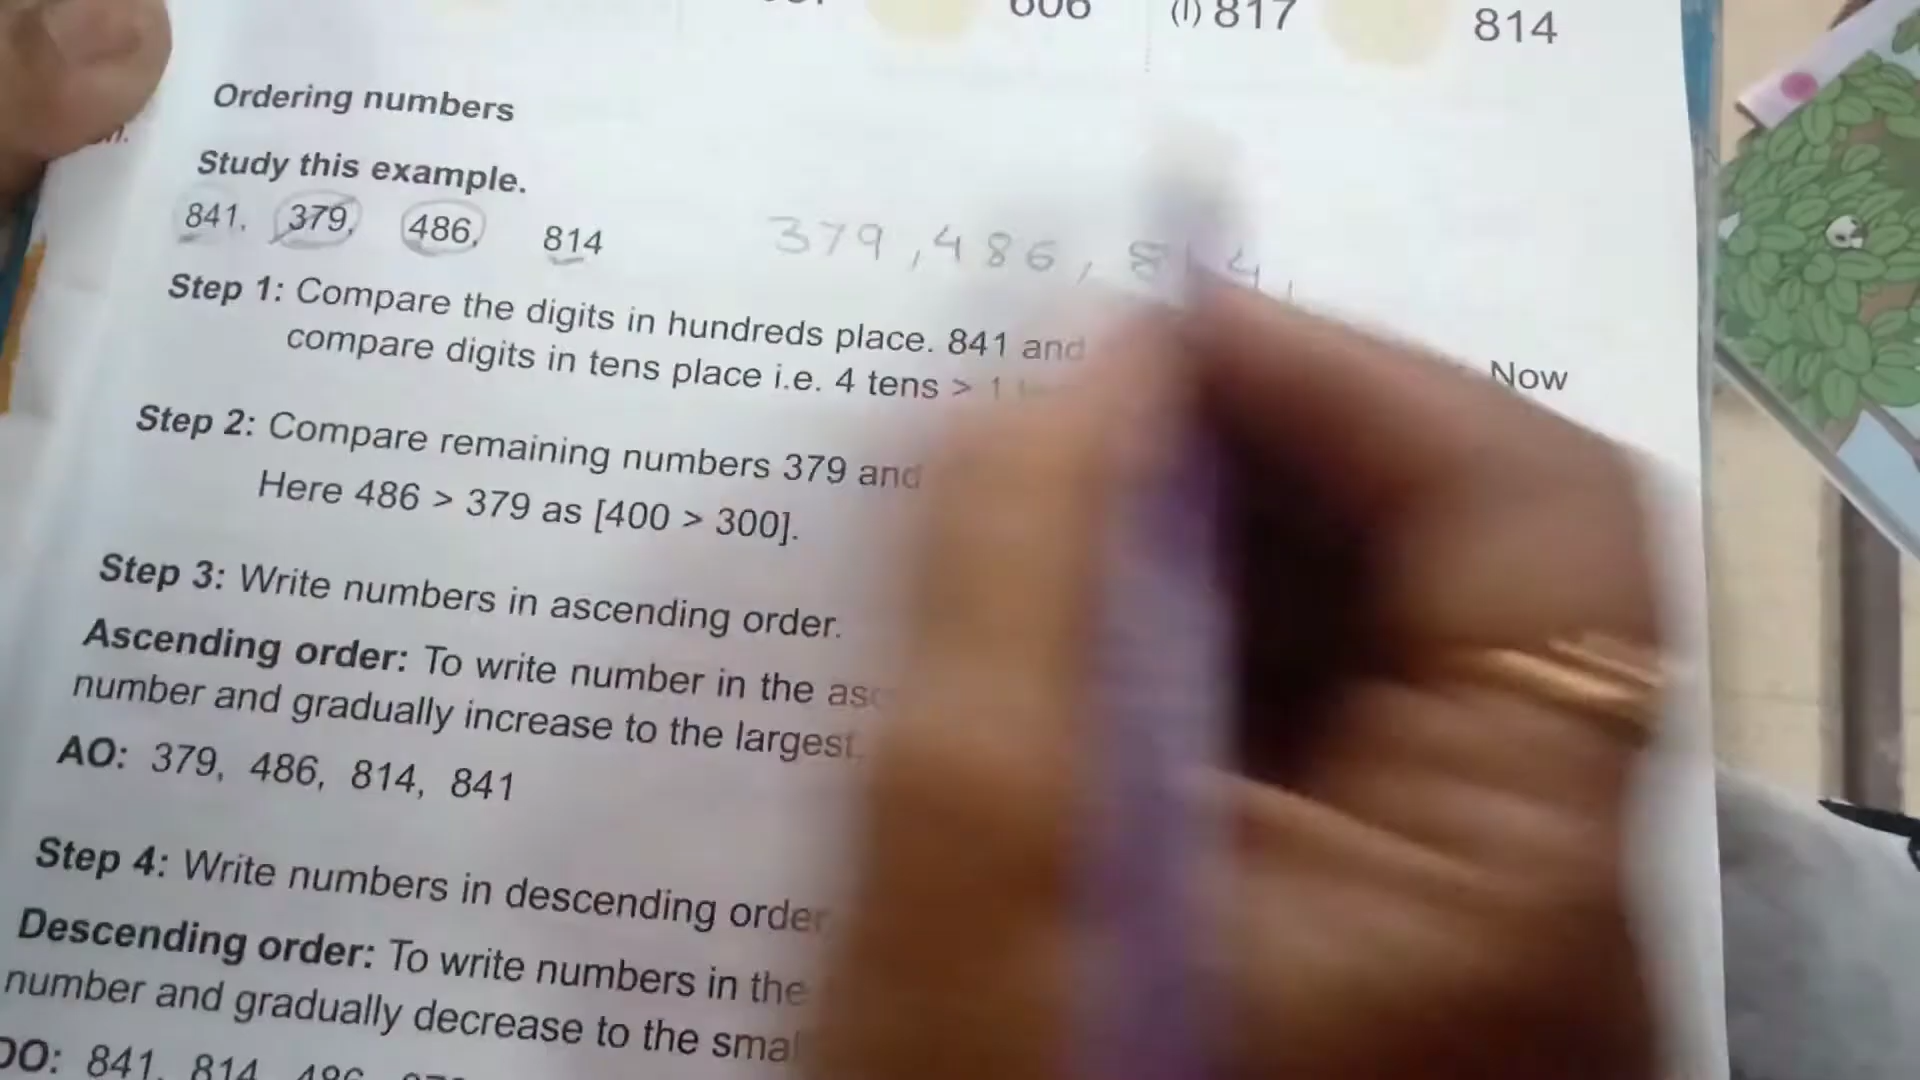 606 (l) 817 814
Ordering numbers
Study this example.
841, 379, 486, 814 379, 486, 814,
Step 1: Compare the digits in hundreds place. 841 and Now
compare digits in tens place i.e. 4 tens > 1
Step 2: Compare remaining numbers 379 and
Here 486 > 379 as [400 > 300].
Step 3: Write numbers in ascending order.
Ascending order: To write number in the
number and gradually increase to the largest.
AO: 379, 486, 814, 841
Step 4: Write numbers in descending order
Descending order: To write numbers in the
number and gradually decrease to the
DO: 841, 814